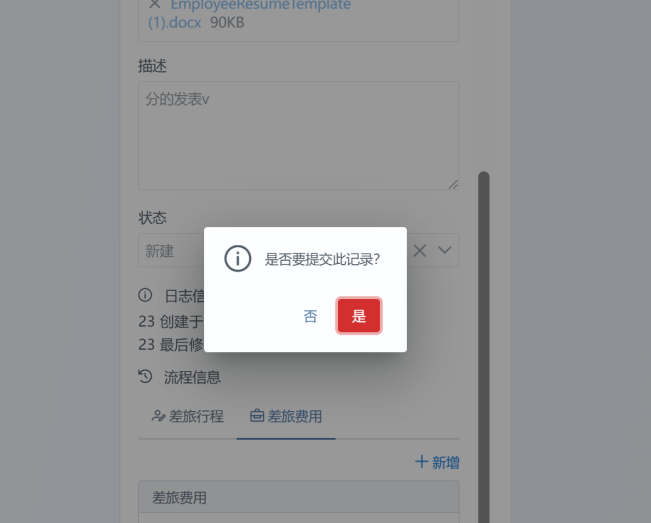 EmployeeResumeTemplate
(1).docx 90KB
描述
分的发表v
状态
新建
是否要提交此记录?
否 是
日志信
23 创建于
23 最后修
流程信息
差旅行程 差旅费用
新增
差旅费用